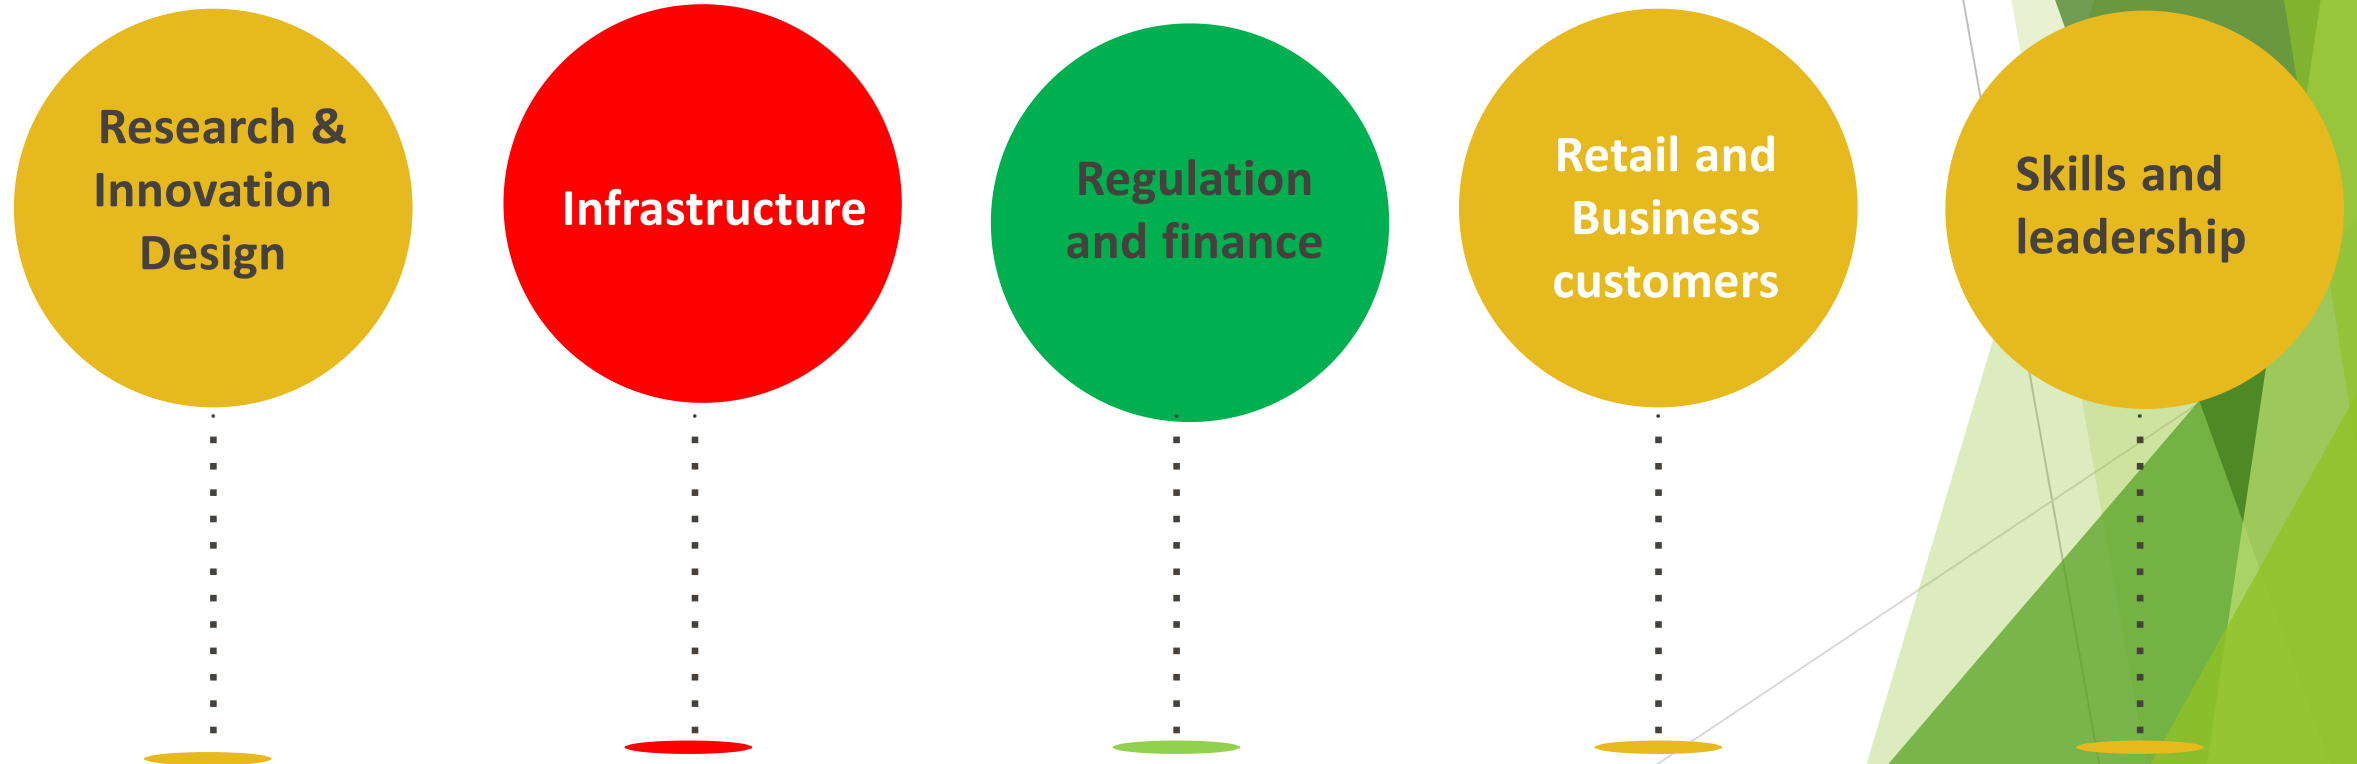 Research &
Innovation
Design
Infrastructure
Regulation
and finance
Retail and
Business
customers
Skills and
leadership